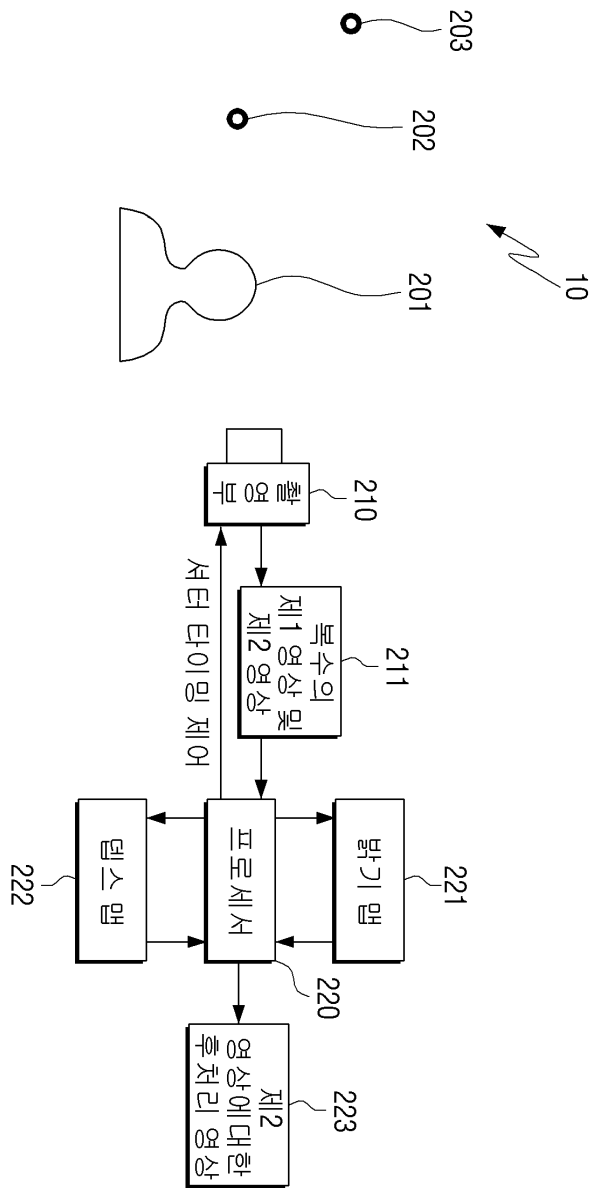 10
203
202
201
210
촬영부
211
복수의
제1 영상 및
제2 영상
셔터 타이밍 제어
221
밝기 맵
프로세서
220
뎁스 맵
222
223
제2
영상에대한
후처리 영상